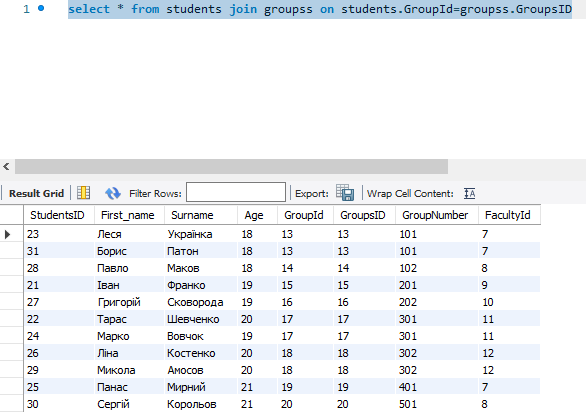 1 select * from students join groupss on students.GroupId=groupss.GroupsID
Result Grid Filter Rows: Export: Wrap Cell Content:
StudentsID First_name Surname Age GroupId GroupsID GroupNumber FacultyId
23 Леся Українка 18 13 13 101 7
31 Борис Патон 18 13 13 101 7
28 Павло Маков 18 14 14 102 8
21 Іван Франко 19 15 15 201 9
27 Григорій Сковорода 19 16 16 202 10
22 Тарас Шевченко 20 17 17 301 11
24 Марко Вовчок 19 17 17 301 11
26 Ліна Костенко 20 18 18 302 12
29 Микола Амосов 20 18 18 302 12
25 Панас Мирний 21 19 19 401 7
30 Сергій Корольов 21 20 20 501 8